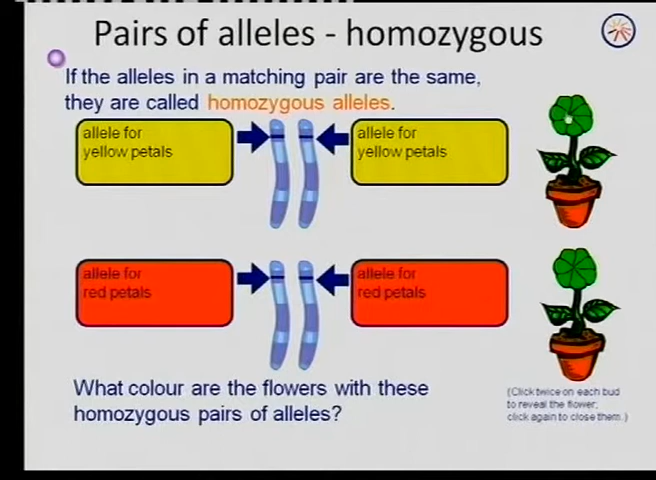 Pairs of alleles - homozygous
If the alleles in a matching pair are the same,
they are called homozygous alleles.
allele for
yellow petals
allele for
yellow petals
allele for
red petals
allele for
red petals
What colour are the flowers with these
homozygous pairs of alleles?
(Click twice on each bud
to reveal the flower;
click again to close them.)